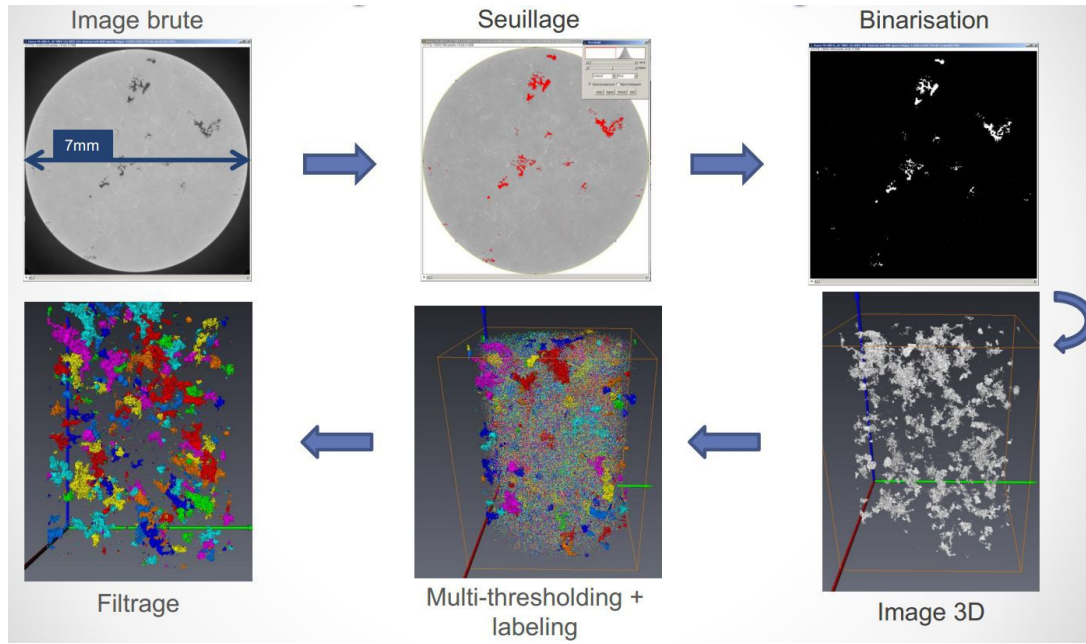 Image brute
Seuillage
Binarisation
7mm
Filtrage
Multi-thresholding +
labeling
Image 3D